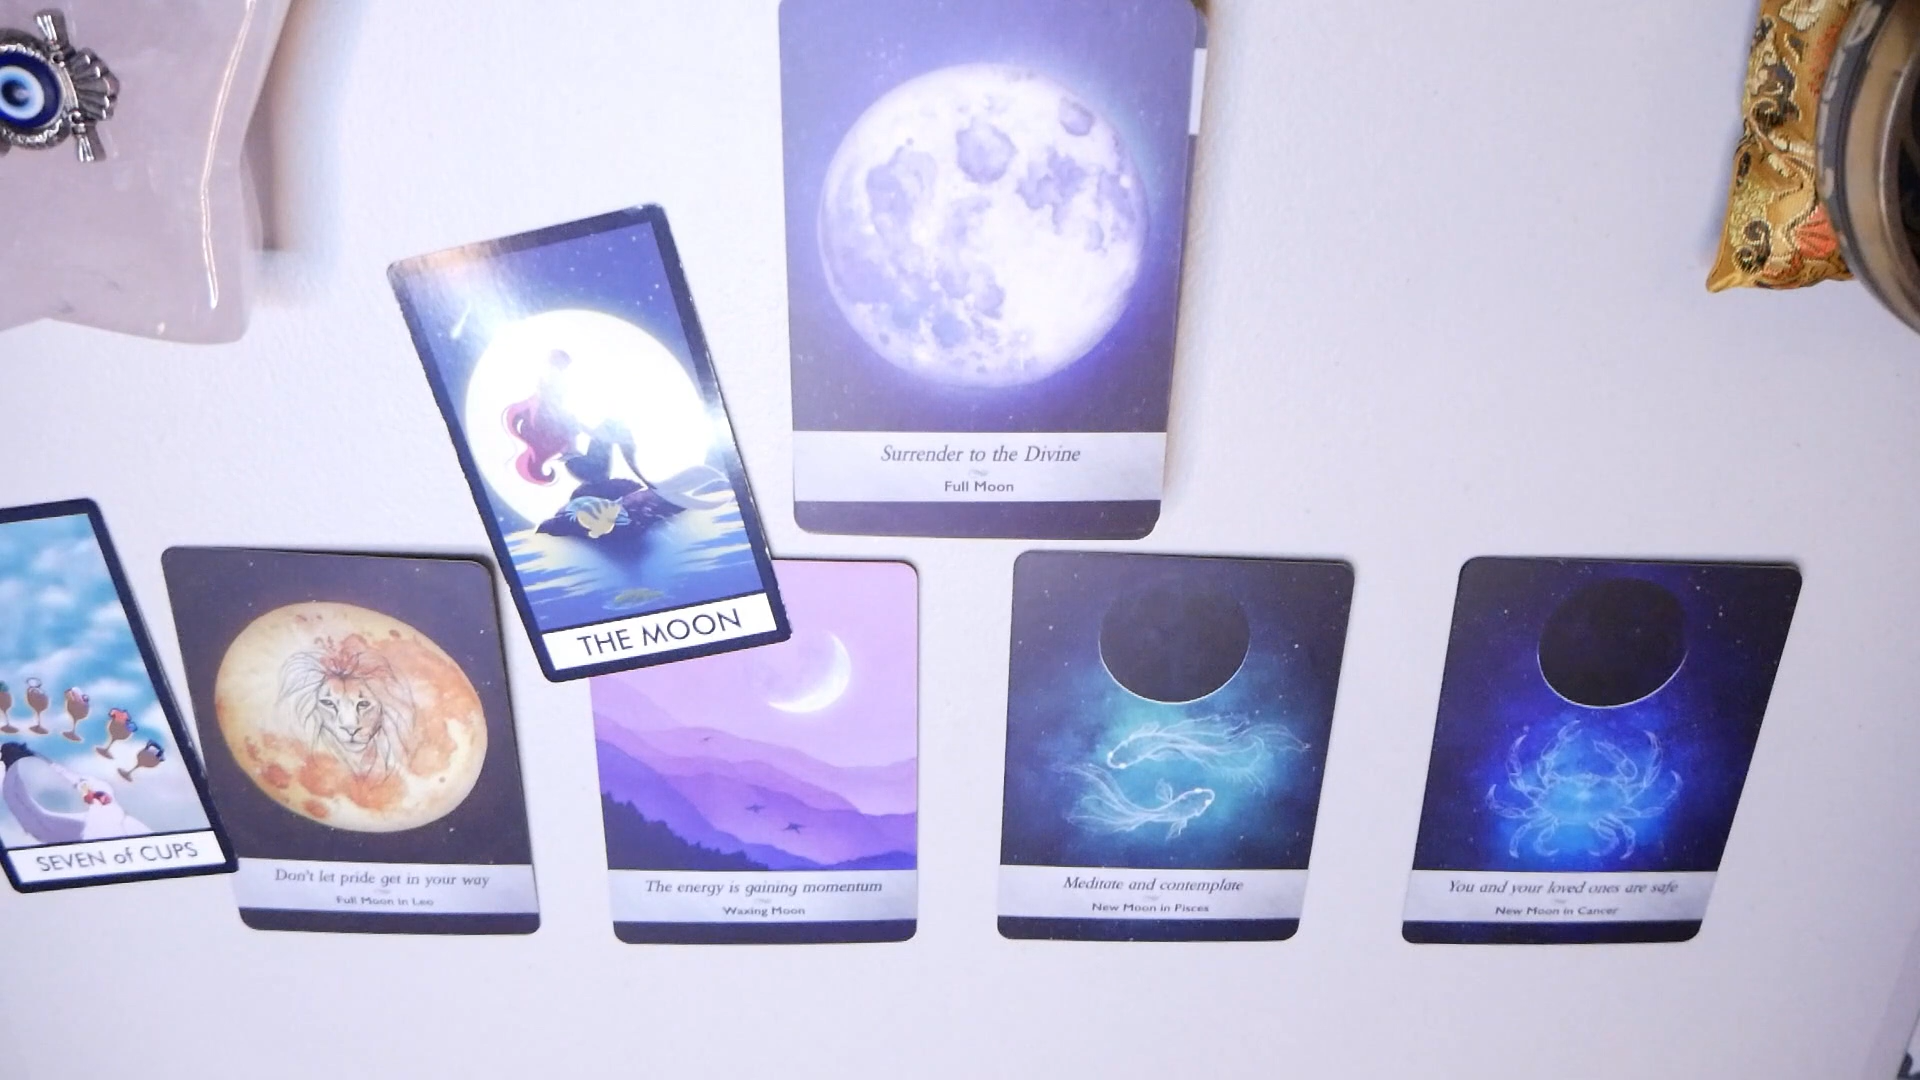 Surrender to the Divine
Full Moon
THE MOON
SEVEN of CUPS
Don't let pride get in your way
Full Moon in Leo
The energy is gaining momentum
Waxing Moon
Meditate and contemplate
New Moon in Pisces
You and your loved ones are safe
New Moon in Cancer